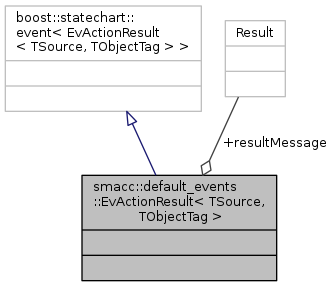 boost::statechart::
event< EvActionResult
< TSource, TObjectTag > >
Result
+resultMessage
smacc::default_events
::EvActionResult< TSource,
TObjectTag >